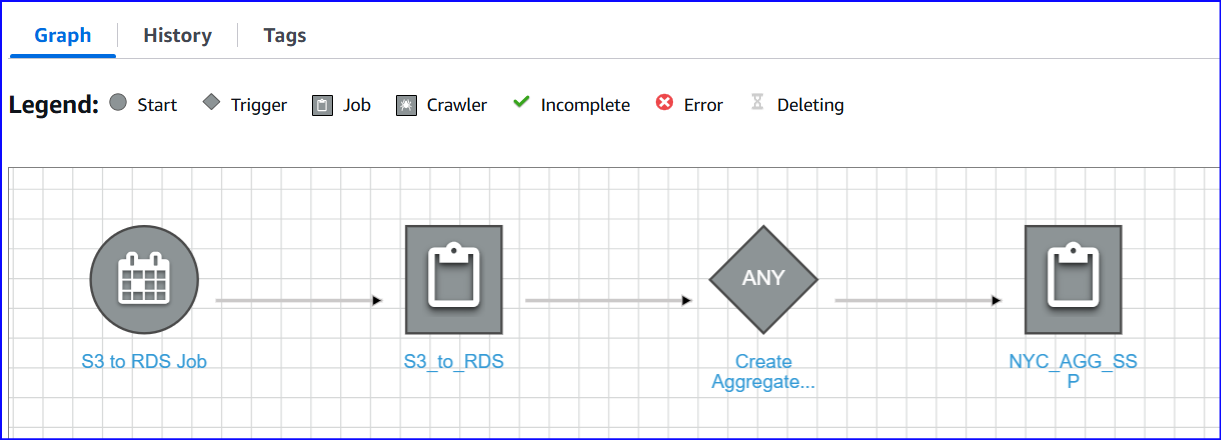 Graph History Tags
Legend: Start Trigger Job Crawler Incomplete Error Deleting
ANY
S3 to RDS Job
S3_to_RDS
Create
Aggregate...
NYC_AGG_SS
P